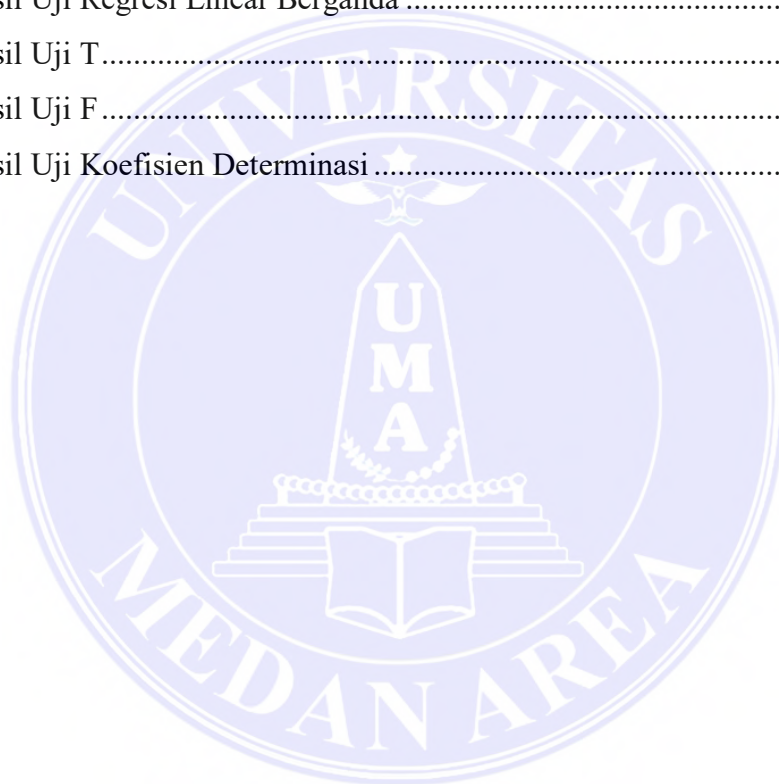 sil Uji Regresi Linear Berganda
sil Uji T
sil Uji F
sil Uji Koefisien Determinasi
UNIVERSITAS
U
M
A
MEDAN AREA